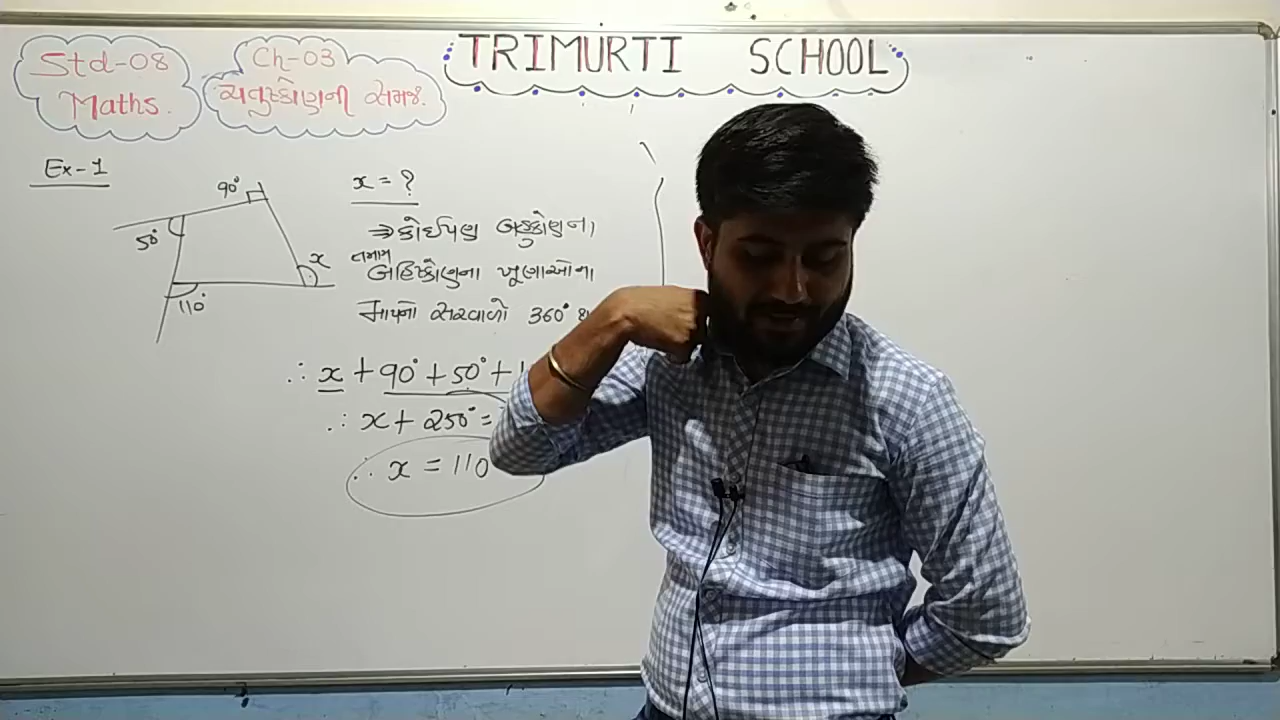 TRIMURTI SCHOOL
Std-08
Maths.
Ch-03
ચતુષ્કોણની સમજ.
Ex-1
90°
50°
x
110°
x = ?
⇒ કોઈપણ બહુકોણના
તમામ
બહિષ્કોણના ખૂણાઓના
માપનો સરવાળો 360°
∴ x + 90° + 50° + 1
∴ x + 250° =
∴ x = 110